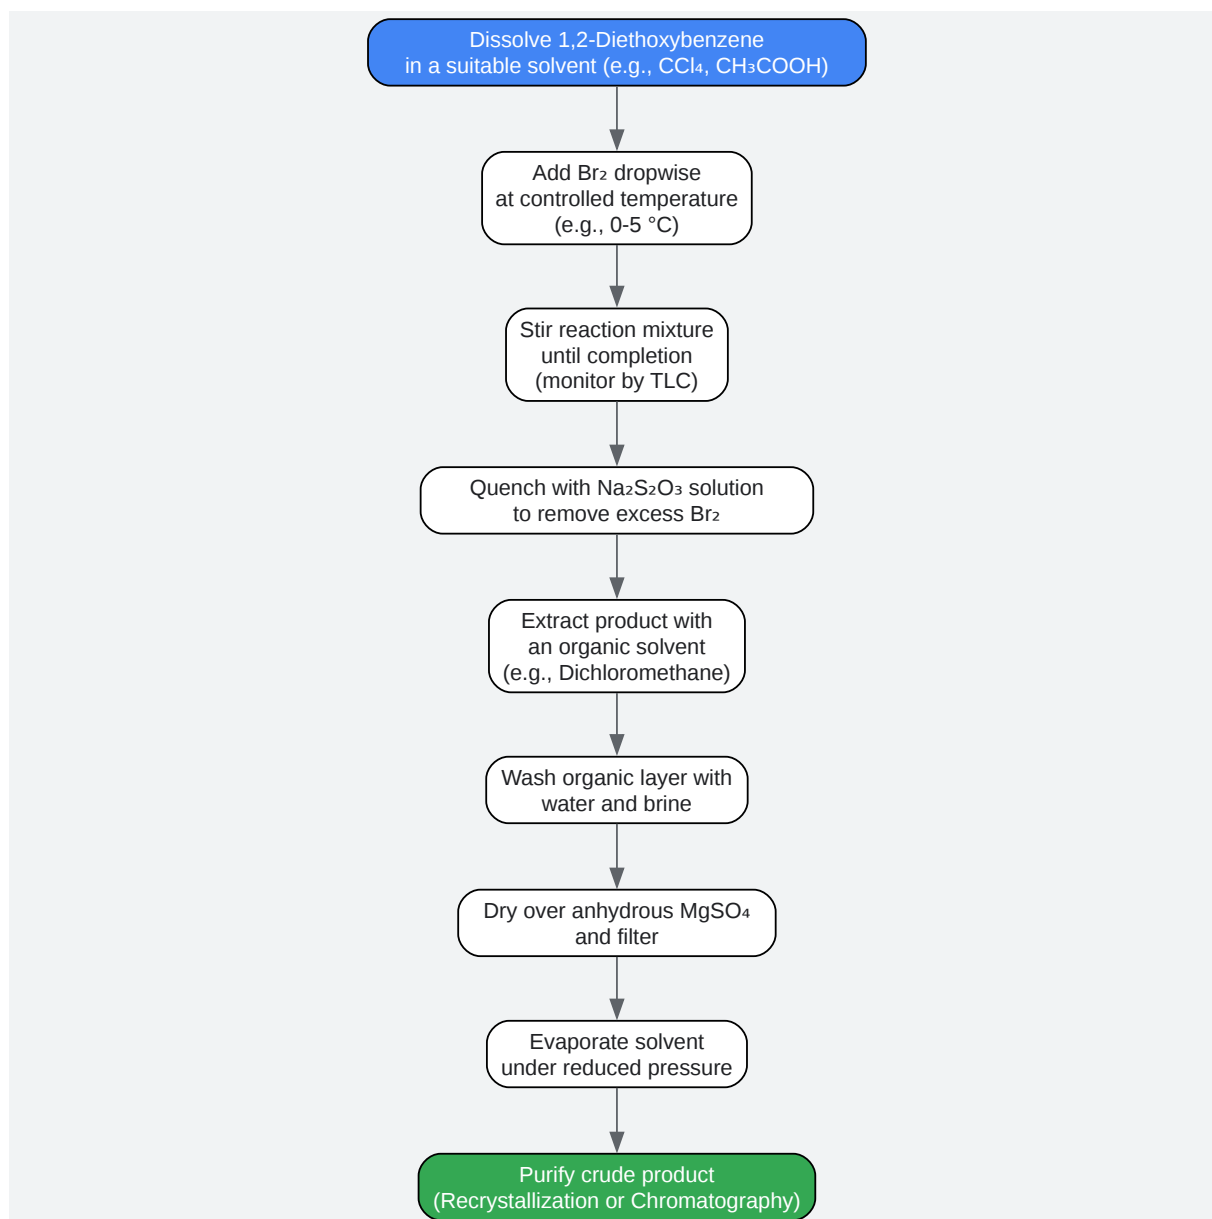 Dissolve 1,2-Diethoxybenzene
in a suitable solvent (e.g., CCl₄, CH₃COOH)
Add Br₂ dropwise
at controlled temperature
(e.g., 0-5 °C)
Stir reaction mixture
until completion
(monitor by TLC)
Quench with Na₂S₂O₃ solution
to remove excess Br₂
Extract product with
an organic solvent
(e.g., Dichloromethane)
Wash organic layer with
water and brine
Dry over anhydrous MgSO₄
and filter
Evaporate solvent
under reduced pressure
Purify crude product
(Recrystallization or Chromatography)